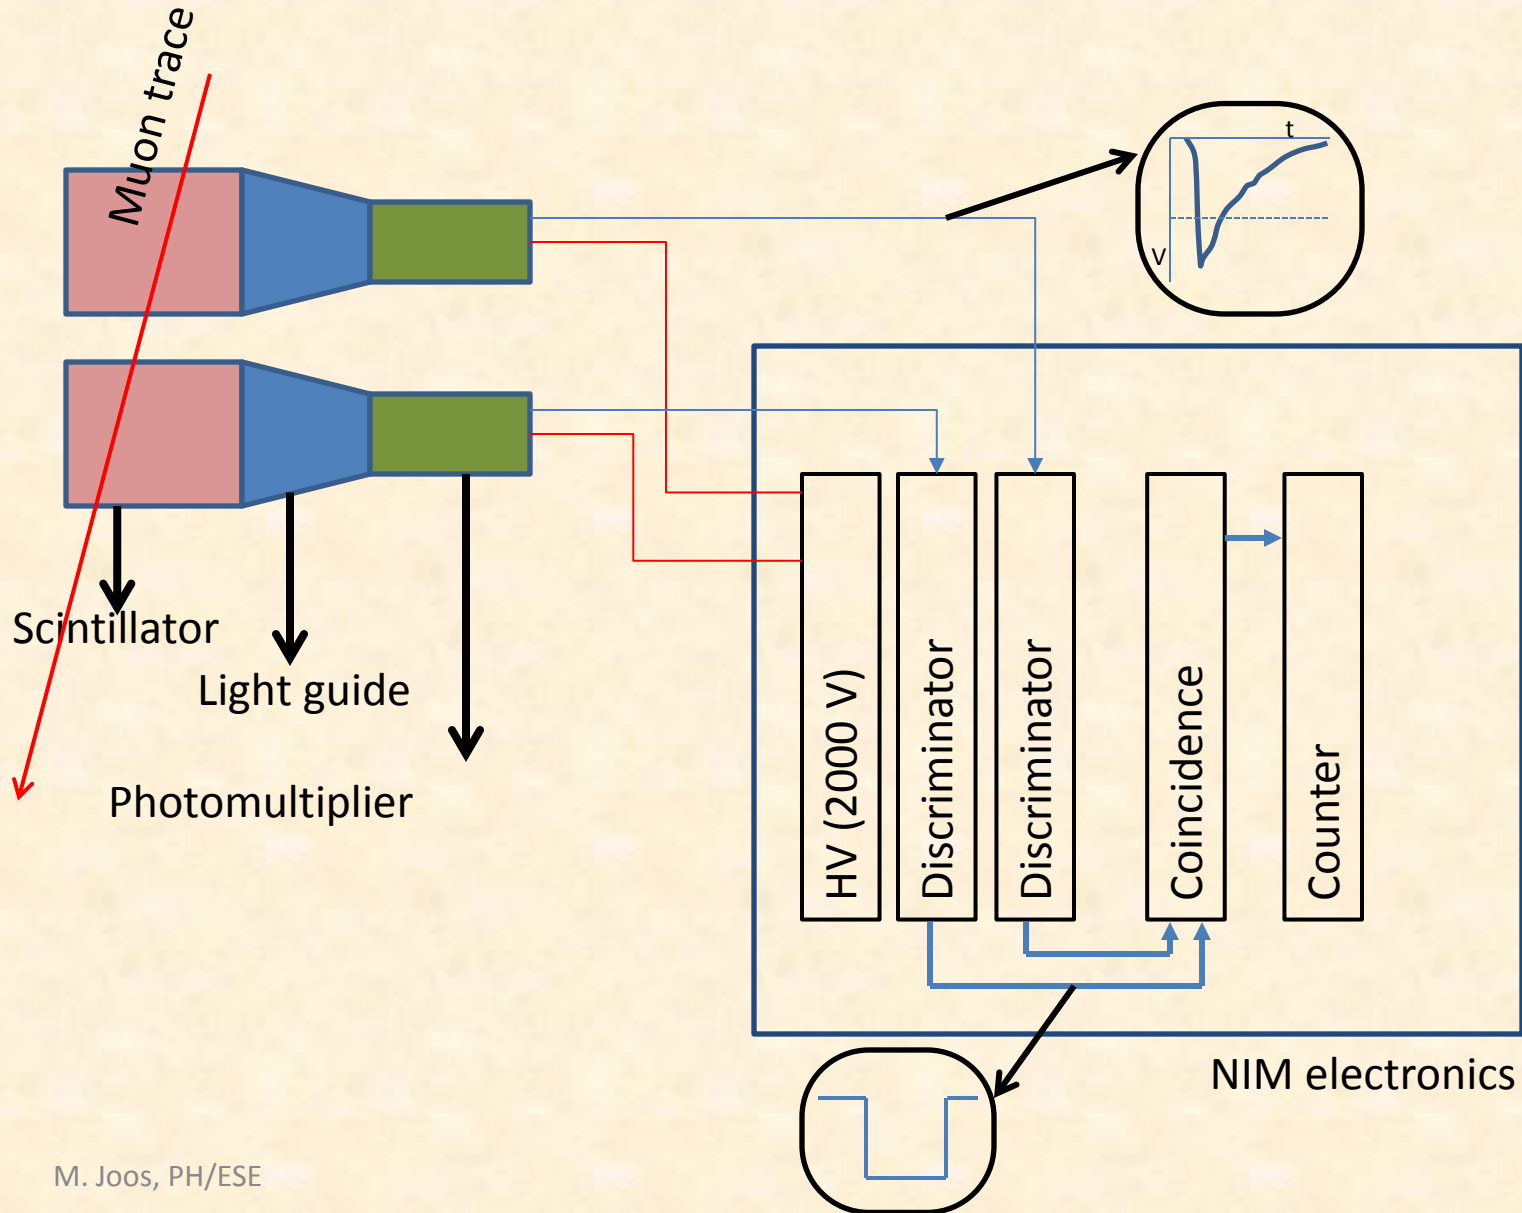 Muon trace
t
V
Scintillator
Light guide
Photomultiplier
HV (2000 V)
Discriminator
Discriminator
Coincidence
Counter
NIM electronics
M. Joos, PH/ESE